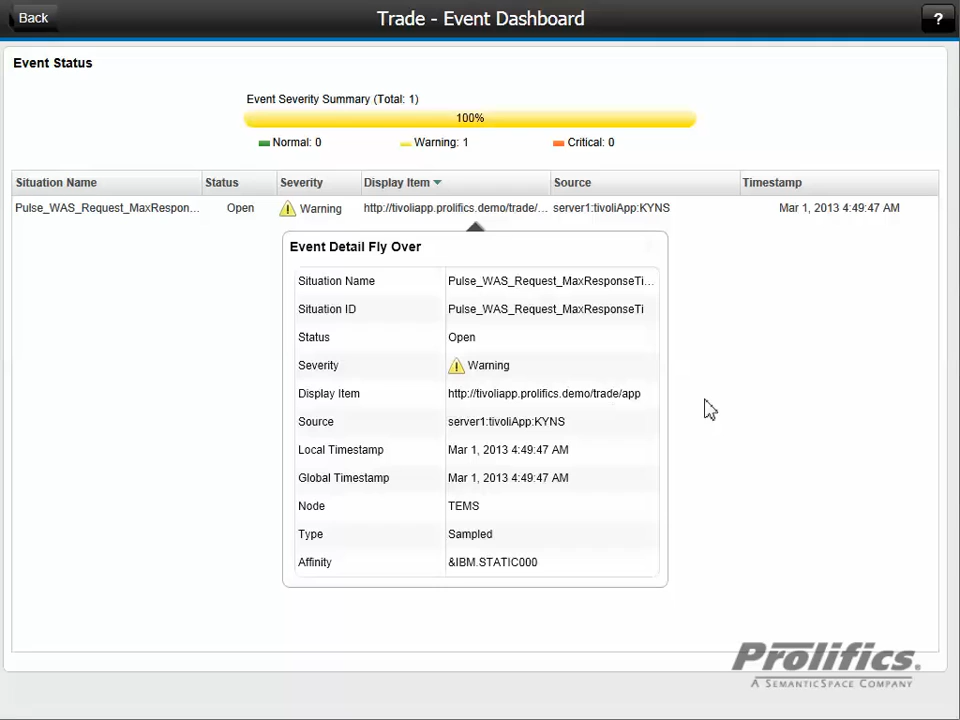 Back
Trade - Event Dashboard
?
Event Status
Event Severity Summary (Total: 1)
100%
Normal: 0 Warning: 1 Critical: 0
Situation Name Status Severity Display Item Source Timestamp
Pulse_WAS_Request_MaxRespon... Open Warning http://tivoliapp.prolifics.demo/trade/... server1:tivoliApp:KYNS Mar 1, 2013 4:49:47 AM
Event Detail Fly Over
Situation Name Pulse_WAS_Request_MaxResponseTi...
Situation ID Pulse_WAS_Request_MaxResponseTi
Status Open
Severity Warning
Display Item http://tivoliapp.prolifics.demo/trade/app
Source server1:tivoliApp:KYNS
Local Timestamp Mar 1, 2013 4:49:47 AM
Global Timestamp Mar 1, 2013 4:49:47 AM
Node TEMS
Type Sampled
Affinity &IBM.STATIC000
Prolifics.
A SEMANTICSPACE COMPANY